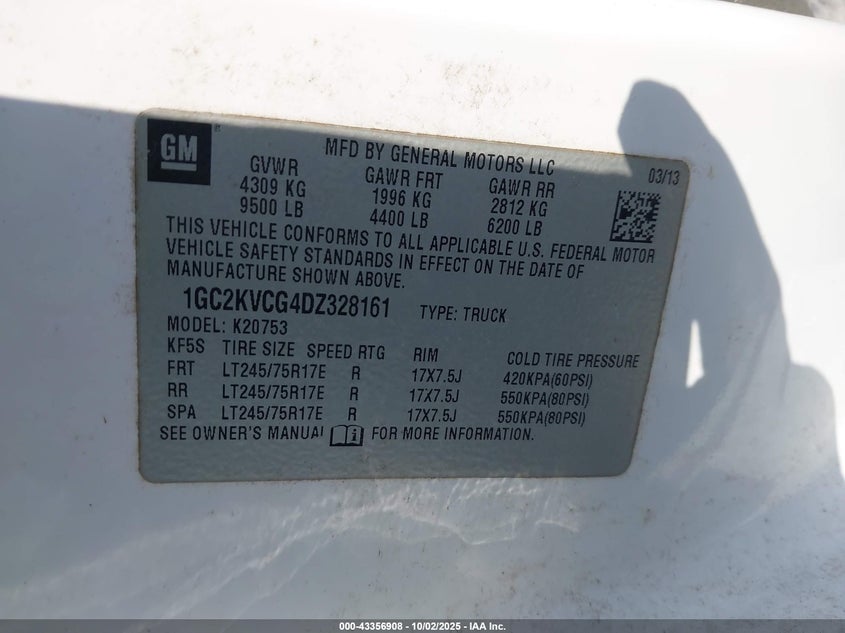 GM
MFD BY GENERAL MOTORS LLC
03/13
GVWR GAWR FRT GAWR RR
4309 KG 1996 KG 2812 KG
9500 LB 4400 LB 6200 LB
THIS VEHICLE CONFORMS TO ALL APPLICABLE U.S. FEDERAL MOTOR
VEHICLE SAFETY STANDARDS IN EFFECT ON THE DATE OF
MANUFACTURE SHOWN ABOVE.
1GC2KVCG4DZ328161 TYPE: TRUCK
MODEL: K20753
KF5S TIRE SIZE SPEED RTG RIM COLD TIRE PRESSURE
FRT LT245/75R17E R 17X7.5J 420KPA(60PSI)
RR LT245/75R17E R 17X7.5J 550KPA(80PSI)
SPA LT245/75R17E R 17X7.5J 550KPA(80PSI)
SEE OWNER'S MANUAL FOR MORE INFORMATION.
000-43356908 - 10/02/2025 - IAA Inc.